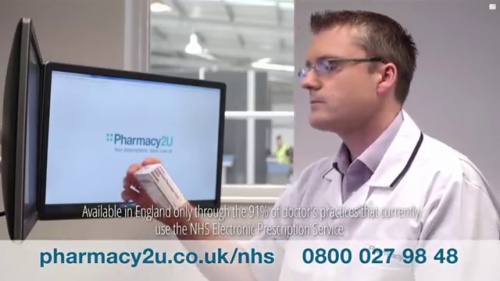 Pharmacy2U
Available in England only through the 91% of doctor's practices that currently
use the NHS Electronic Prescription Service
pharmacy2u.co.uk/nhs 0800 027 98 48